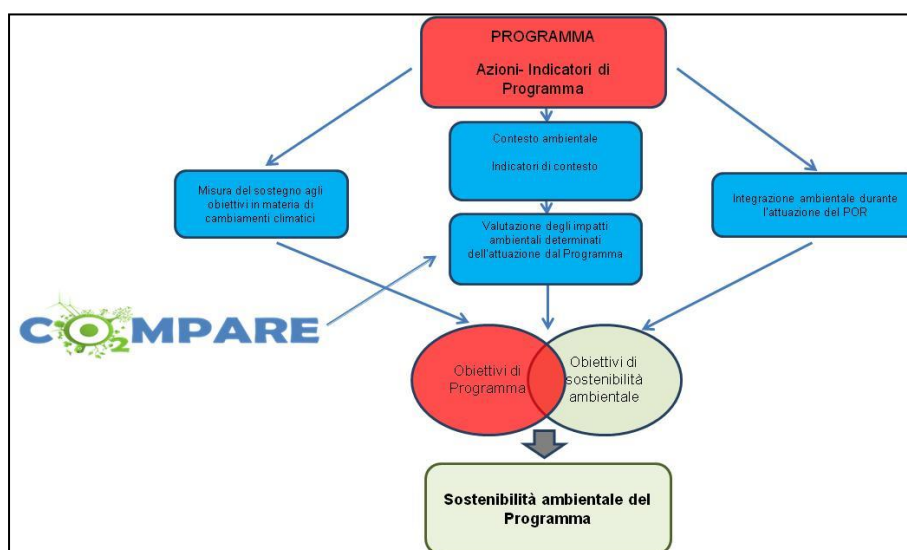 PROGRAMMA
Azioni- Indicatori di
Programma
Contesto ambientale
Indicatori di contesto
Misura del sostegno agli
obiettivi in materia di
cambiamenti climatici
Integrazione ambientale durante
l'attuazione del POR
Valutazione degli impatti
ambientali determinati
dell'attuazione dal Programma
CO2MPARE
Obiettivi di
Programma
Obiettivi di
sostenibilità
ambientale
Sostenibilità ambientale del
Programma